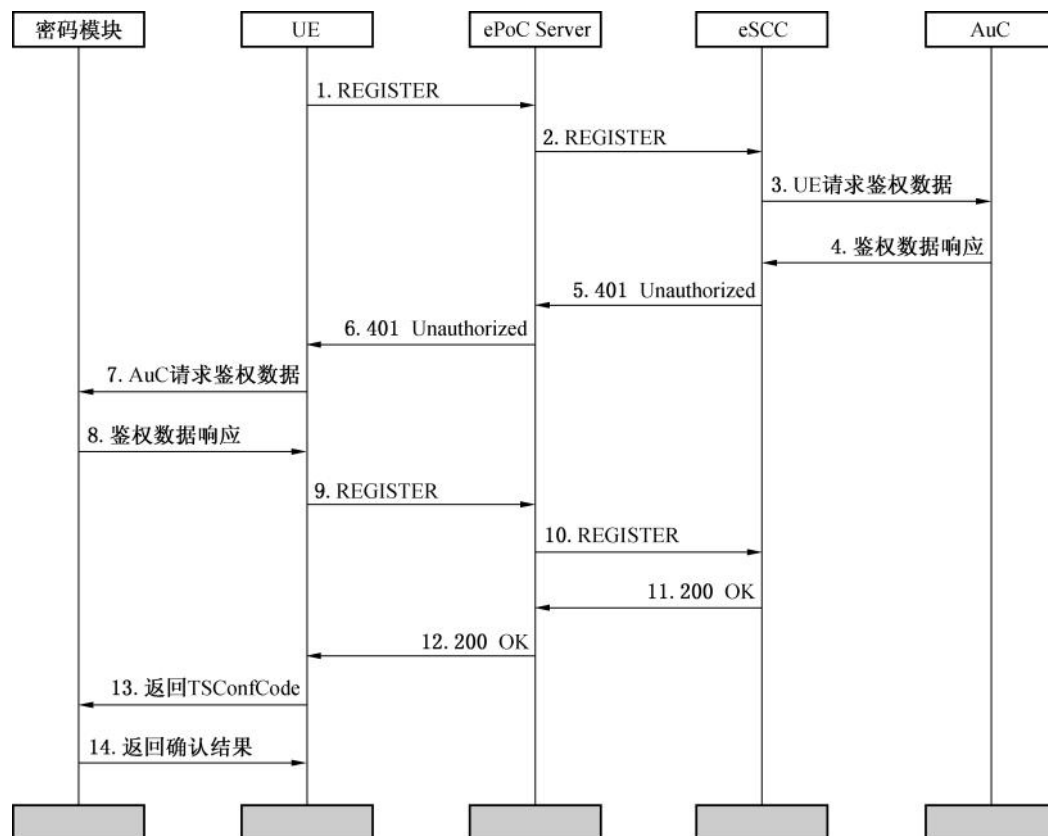 密码模块
UE
ePoC Server
eSCC
AuC
1. REGISTER
2. REGISTER
3. UE请求鉴权数据
4. 鉴权数据响应
5. 401 Unauthorized
6. 401 Unauthorized
7. AuC请求鉴权数据
8. 鉴权数据响应
9. REGISTER
10. REGISTER
11. 200 OK
12. 200 OK
13. 返回TSConfCode
14. 返回确认结果